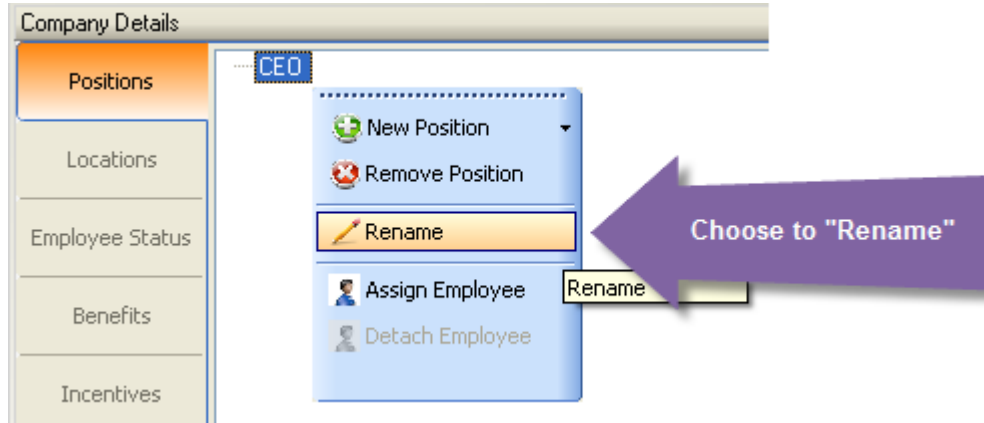 Company Details
Positions
Locations
Employee Status
Benefits
Incentives
CEO
New Position
Remove Position
Rename
Assign Employee
Detach Employee
Rename
Choose to "Rename"